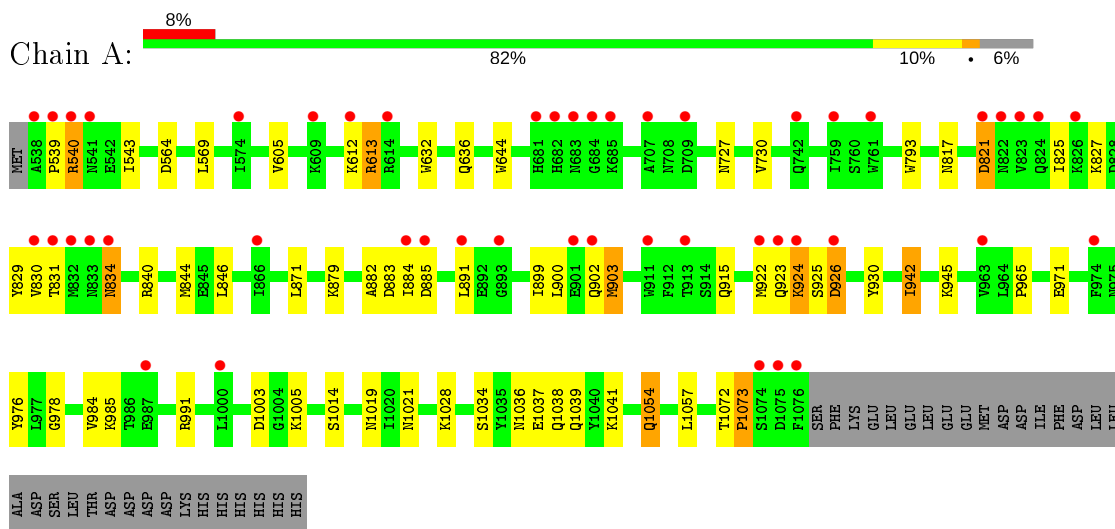 8%
Chain A:
82% 10% • 6%
MET A538 P539 R540 N541 E542 I543 D564 L569 I574 V605 K609 K612 R613 R614 W632 Q636 W644 H681 H682 N683 G684 K685 A707 N708 D709 N727 V730 Q742 I759 S760 W761 W793 N817 D821 N822 V823 Q824 I825 K826 K827 D828
Y829 V830 T831 M832 N833 N834 R840 M844 E845 L846 I866 L871 K879 A882 D883 I884 D885 L891 E892 G893 I899 L900 E901 Q902 M903 W911 F912 T913 S914 Q915 M922 Q923 K924 S925 D926 Y930 I942 K945 V963 L964 P965 E971 F974 N975
Y976 L977 G978 V984 K985 T986 E987 R991 L1000 D1003 G1004 K1005 S1014 N1019 I1020 N1021 K1028 S1034 Y1035 N1036 E1037 Q1038 Q1039 Y1040 K1041 Q1054 L1057 T1072 P1073 S1074 D1075 F1076 SER PHE LYS GLU LEU GLU LEU GLU GLU MET ASP ASP ILE PHE ASP LEU LEU
ALA ASP SER LEU THR ASP ASP ASP ASP LYS HIS HIS HIS HIS HIS HIS